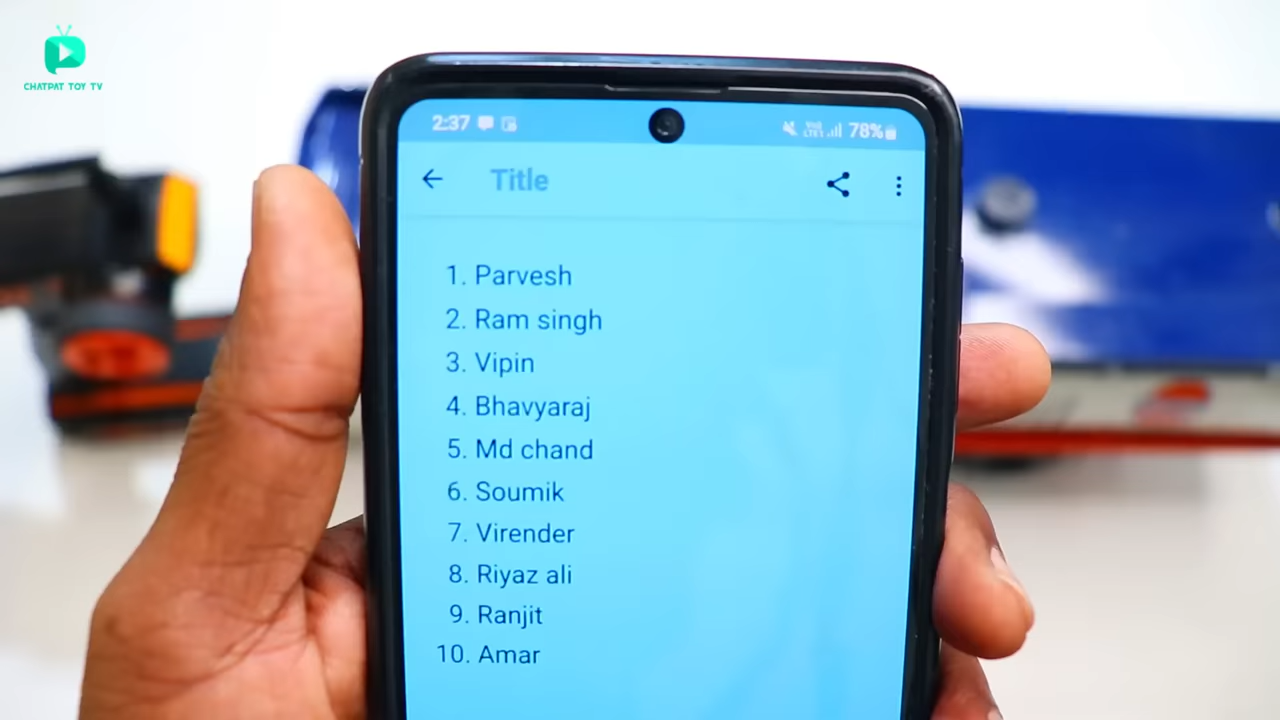 CHATPAT TOY TV
2:37
78%
Title
1. Parvesh
2. Ram singh
3. Vipin
4. Bhavyaraj
5. Md chand
6. Soumik
7. Virender
8. Riyaz ali
9. Ranjit
10. Amar